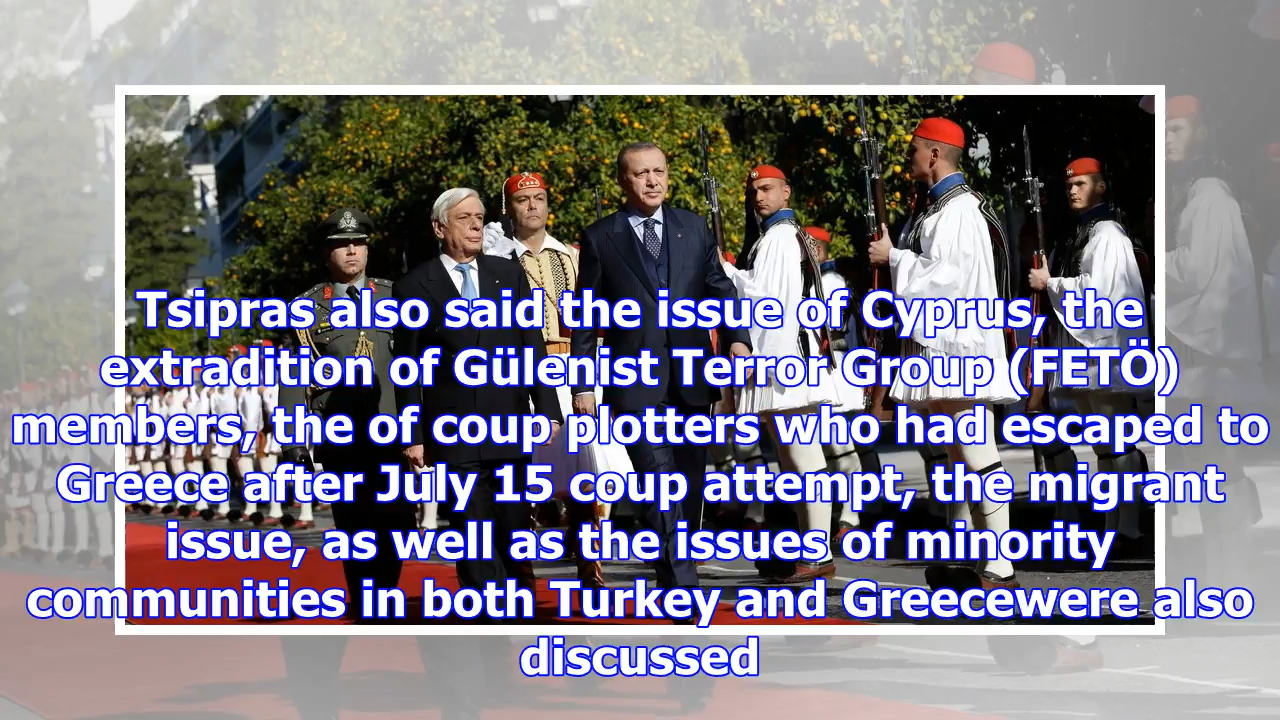 Tsipras also said the issue of Cyprus, the
extradition of Gülenist Terror Group (FETÖ)
members, the of coup plotters who had escaped to
Greece after July 15 coup attempt, the migrant
issue, as well as the issues of minority
communities in both Turkey and Greecewere also
discussed